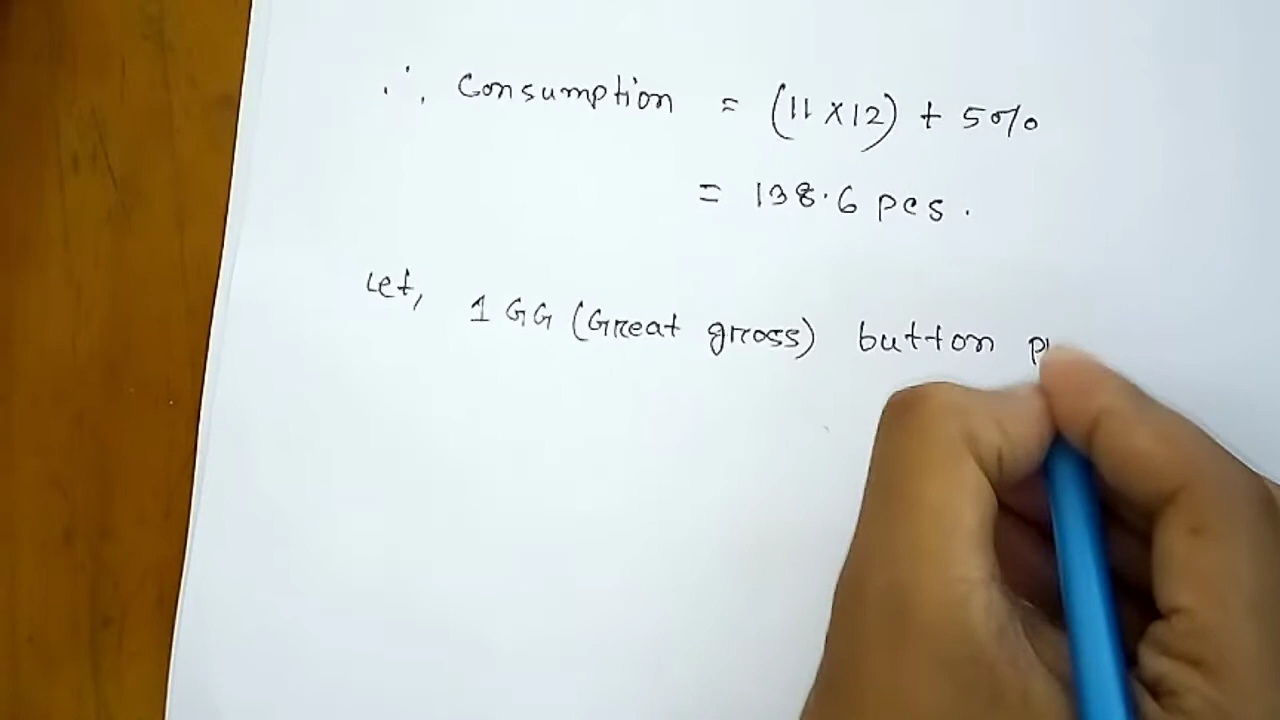 ∴ Consumption = (11 X 12) + 5%
= 138.6 pcs.
Let, 1 GG (Great gross) button